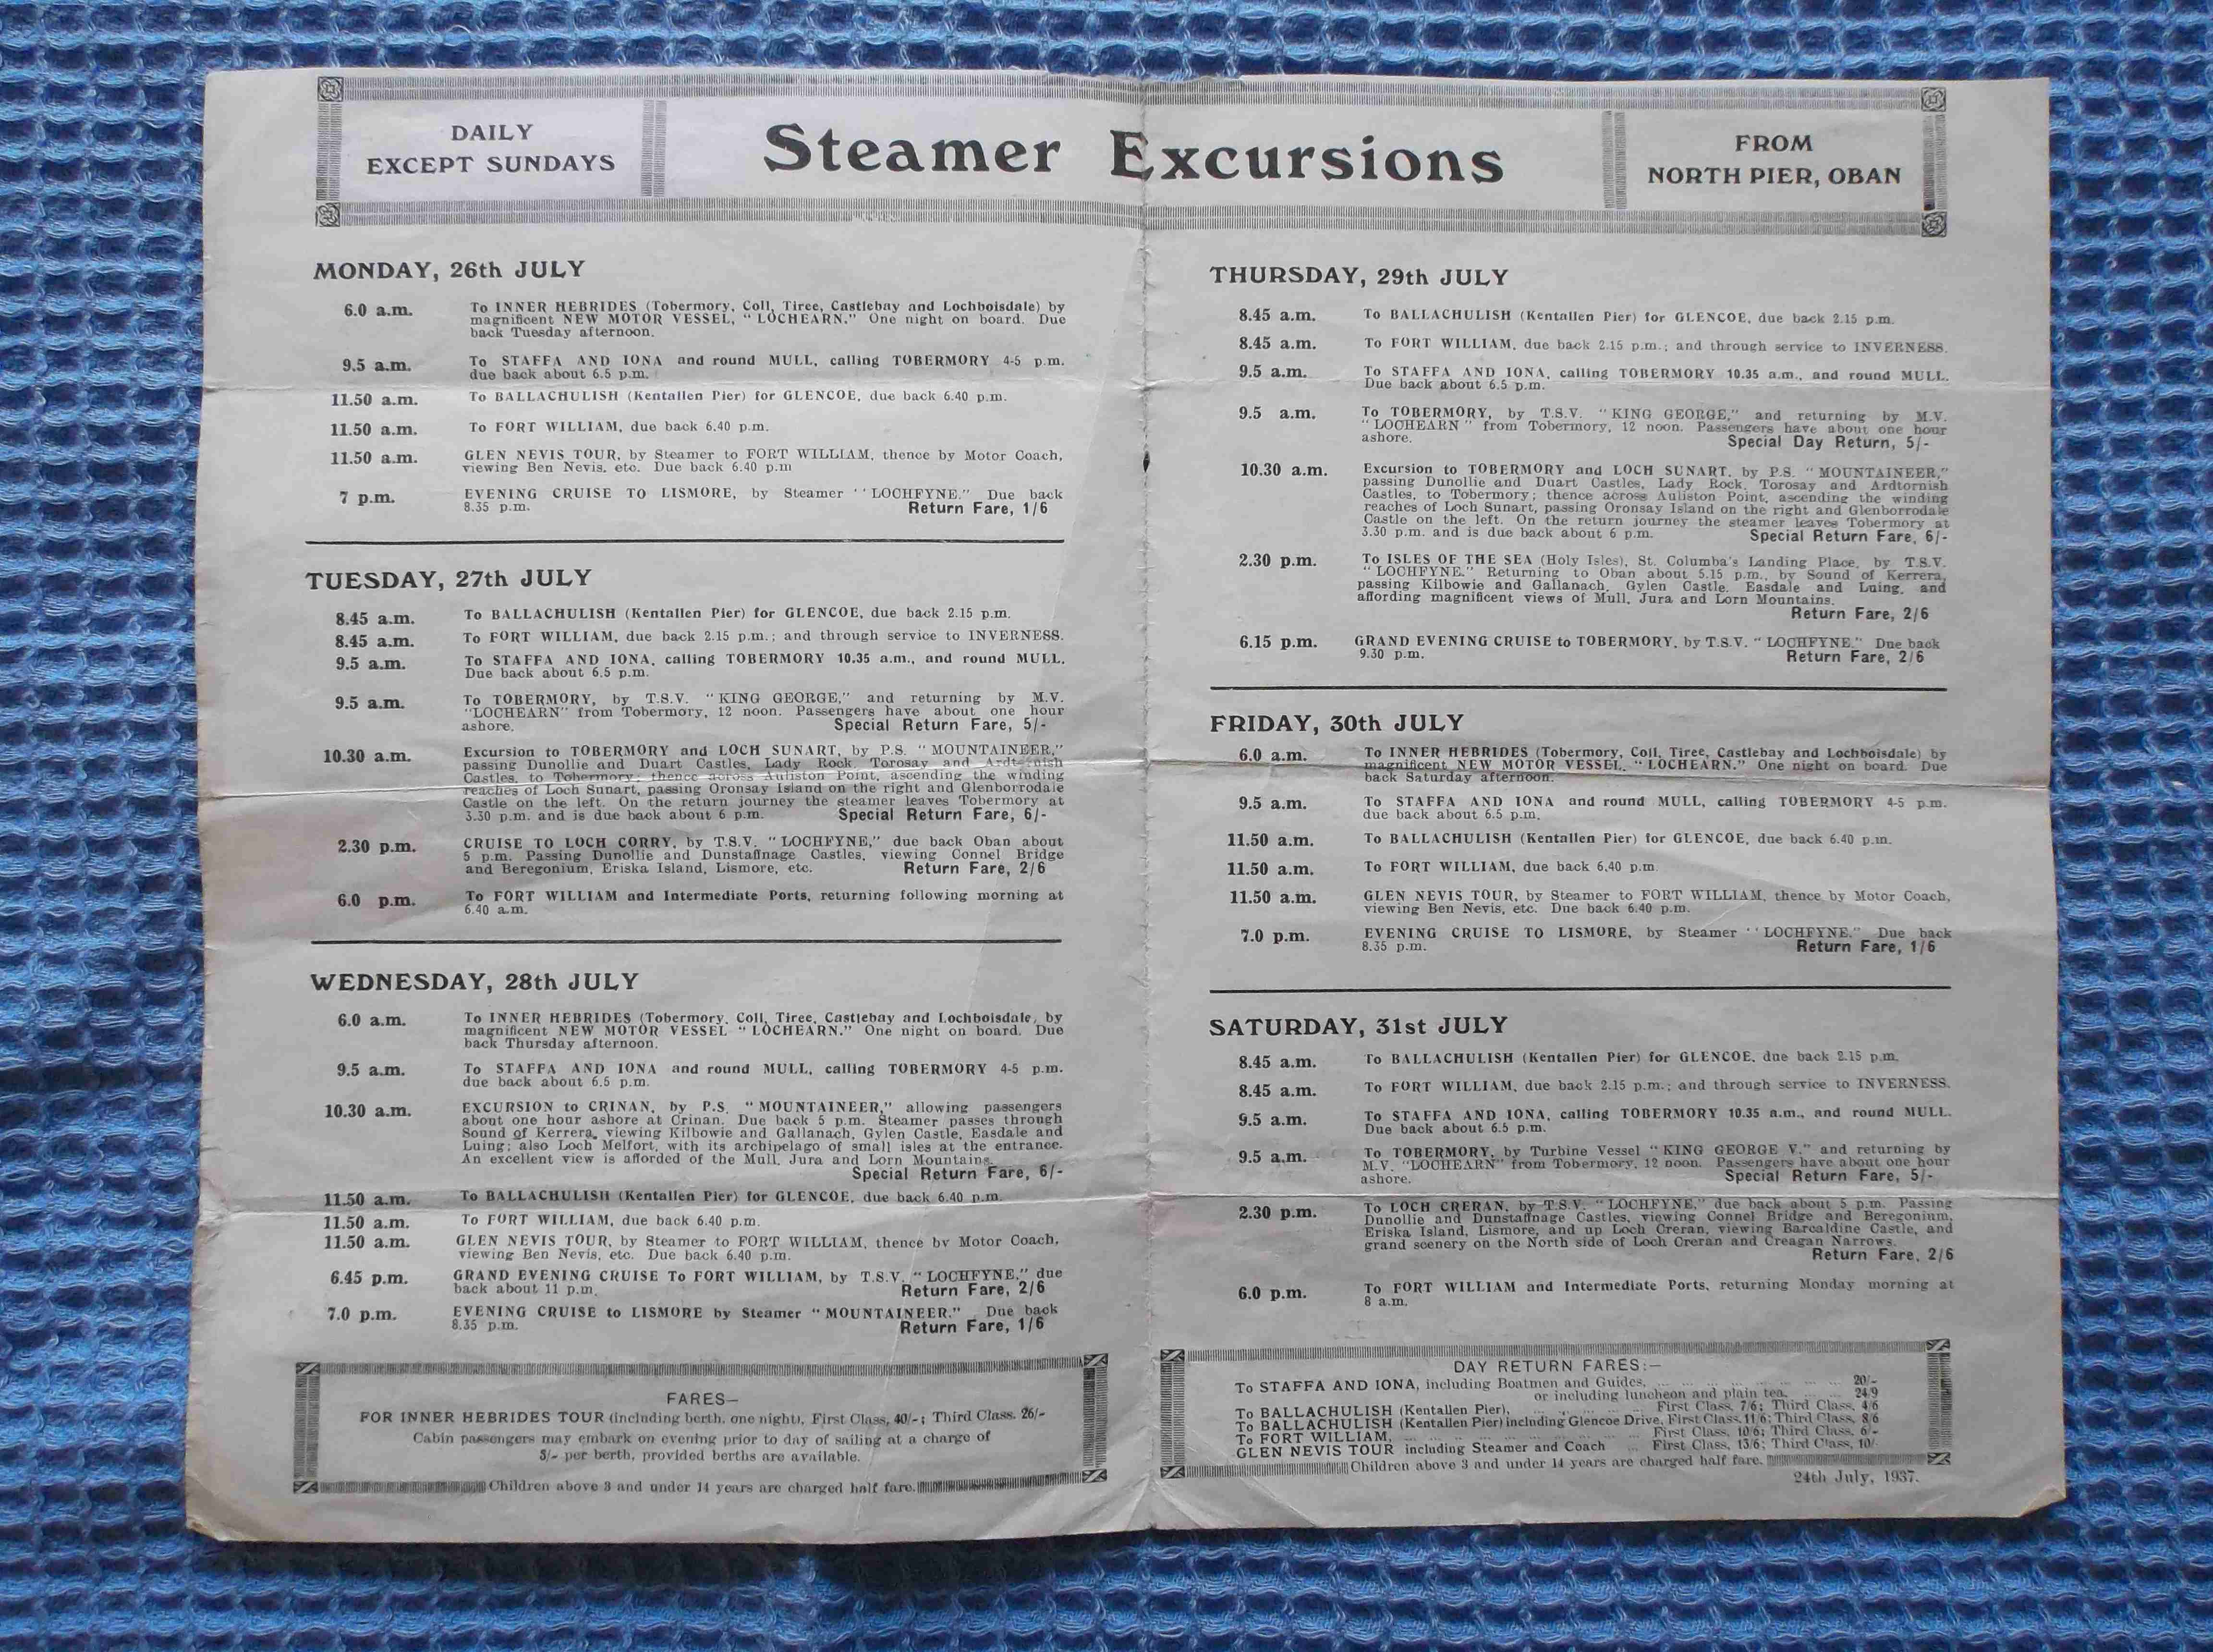 DAILY
EXCEPT SUNDAYS
Steamer Excursions
FROM
NORTH PIER, OBAN
MONDAY, 26th JULY
6.0 a.m. To INNER HEBRIDES (Tobermory, Coll, Tiree, Castlebay and Lochboisdale) by
magnificent NEW MOTOR VESSEL, "LOCHEARN." One night on board. Due
back Tuesday afternoon.
9.5 a.m. To STAFFA AND IONA and round MULL, calling TOBERMORY 4-5 p.m.
due back about 6.5 p.m.
11.50 a.m. To BALLACHULISH (Kentallen Pier) for GLENCOE, due back 6.40 p.m.
11.50 a.m. To FORT WILLIAM, due back 6.40 p.m.
11.50 a.m. GLEN NEVIS TOUR, by Steamer to FORT WILLIAM, thence by Motor Coach,
viewing Ben Nevis, etc. Due back 6.40 p.m
7 p.m. EVENING CRUISE TO LISMORE, by Steamer ''LOCHFYNE." Due back
8.35 p.m. Return Fare, 1/6
TUESDAY, 27th JULY
8.45 a.m. To BALLACHULISH (Kentallen Pier) for GLENCOE, due back 2.15 p.m.
8.45 a.m. To FORT WILLIAM, due back 2.15 p.m.; and through service to INVERNESS.
9.5 a.m. To STAFFA AND IONA, calling TOBERMORY 10.35 a.m., and round MULL.
Due back about 6.5 p.m.
9.5 a.m. To TOBERMORY, by T.S.V. "KING GEORGE," and returning by M.V.
"LOCHEARN" from Tobermory, 12 noon. Passengers have about one hour
ashore. Special Return Fare, 5/-
10.30 a.m. Excursion to TOBERMORY and LOCH SUNART, by P.S. "MOUNTAINEER,"
passing Dunollie and Duart Castles, Lady Rock, Torosay and Ardtornish
Castles, to Tobermory; thence across Auliston Point, ascending the winding
reaches of Loch Sunart, passing Oronsay Island on the right and Glenborrodale
Castle on the left. On the return journey the steamer leaves Tobermory at
3.30 p.m. and is due back about 6 p.m. Special Return Fare, 6/-
2.30 p.m. CRUISE TO LOCH CORRY, by T.S.V. "LOCHFYNE," due back Oban about
5 p.m. Passing Dunollie and Dunstaffnage Castles, viewing Connel Bridge
and Beregonium, Eriska Island, Lismore, etc. Return Fare, 2/6
6.0 p.m. To FORT WILLIAM and Intermediate Ports, returning following morning at
6.40 a.m.
WEDNESDAY, 28th JULY
6.0 a.m. To INNER HEBRIDES (Tobermory, Coll, Tiree, Castlebay and Lochboisdale, by
magnificent NEW MOTOR VESSEL "LOCHEARN." One night on board. Due
back Thursday afternoon.
9.5 a.m. To STAFFA AND IONA and round MULL, calling TOBERMORY 4-5 p.m.
due back about 6.5 p.m.
10.30 a.m. EXCURSION to CRINAN, by P.S. "MOUNTAINEER," allowing passengers
about one hour ashore at Crinan. Due back 5 p.m. Steamer passes through
Sound of Kerrera, viewing Kilbowie and Gallanach, Gylen Castle, Easdale and
Luing; also Loch Melfort, with its archipelago of small isles at the entrance.
An excellent view is afforded of the Mull, Jura and Lorn Mountains.
Special Return Fare, 6/-
11.50 a.m. To BALLACHULISH (Kentallen Pier) for GLENCOE, due back 6.40 p.m.
11.50 a.m. To FORT WILLIAM, due back 6.40 p.m.
11.50 a.m. GLEN NEVIS TOUR, by Steamer to FORT WILLIAM, thence by Motor Coach,
viewing Ben Nevis, etc. Due back 6.40 p.m.
6.45 p.m. GRAND EVENING CRUISE To FORT WILLIAM, by T.S.V. "LOCHFYNE," due
back about 11 p.m. Return Fare, 2/6
7.0 p.m. EVENING CRUISE to LISMORE by Steamer "MOUNTAINEER." Due back
8.35 p.m. Return Fare, 1/6
FARES—
FOR INNER HEBRIDES TOUR (including berth, one night), First Class, 40/-; Third Class, 26/-
Cabin passengers may embark on evening prior to day of sailing at a charge of
3/- per berth, provided berths are available.
Children above 3 and under 14 years are charged half fare.
THURSDAY, 29th JULY
8.45 a.m. To BALLACHULISH (Kentallen Pier) for GLENCOE, due back 2.15 p.m.
8.45 a.m. To FORT WILLIAM, due back 2.15 p.m.; and through service to INVERNESS.
9.5 a.m. To STAFFA AND IONA, calling TOBERMORY 10.35 a.m., and round MULL.
Due back about 6.5 p.m.
9.5 a.m. To TOBERMORY, by T.S.V. "KING GEORGE," and returning by M.V.
"LOCHEARN" from Tobermory, 12 noon. Passengers have about one hour
ashore. Special Day Return, 5/-
10.30 a.m. Excursion to TOBERMORY and LOCH SUNART, by P.S. "MOUNTAINEER,"
passing Dunollie and Duart Castles, Lady Rock, Torosay and Ardtornish
Castles, to Tobermory; thence across Auliston Point, ascending the winding
reaches of Loch Sunart, passing Oronsay Island on the right and Glenborrodale
Castle on the left. On the return journey the steamer leaves Tobermory at
3.30 p.m. and is due back about 6 p.m. Special Return Fare, 6/-
2.30 p.m. To ISLES OF THE SEA (Holy Isles), St. Columba's Landing Place, by T.S.V.
"LOCHFYNE." Returning to Oban about 5.15 p.m., by Sound of Kerrera,
passing Kilbowie and Gallanach, Gylen Castle, Easdale and Luing, and
affording magnificent views of Mull, Jura and Lorn Mountains.
Return Fare, 2/6
6.15 p.m. GRAND EVENING CRUISE to TOBERMORY, by T.S.V. "LOCHFYNE." Due back
9.30 p.m. Return Fare, 2/6
FRIDAY, 30th JULY
6.0 a.m. To INNER HEBRIDES (Tobermory, Coll, Tiree, Castlebay and Lochboisdale) by
magnificent NEW MOTOR VESSEL, "LOCHEARN." One night on board. Due
back Saturday afternoon.
9.5 a.m. To STAFFA AND IONA and round MULL, calling TOBERMORY 4-5 p.m.
due back about 6.5 p.m.
11.50 a.m. To BALLACHULISH (Kentallen Pier) for GLENCOE, due back 6.40 p.m.
11.50 a.m. To FORT WILLIAM, due back 6.40 p.m
11.50 a.m. GLEN NEVIS TOUR, by Steamer to FORT WILLIAM, thence by Motor Coach,
viewing Ben Nevis, etc. Due back 6.40 p.m.
7.0 p.m. EVENING CRUISE TO LISMORE, by Steamer ''LOCHFYNE." Due back
8.35 p.m. Return Fare, 1/6
SATURDAY, 31st JULY
8.45 a.m. To BALLACHULISH (Kentallen Pier) for GLENCOE, due back 2.15 p.m.
8.45 a.m. To FORT WILLIAM, due back 2.15 p.m.; and through service to INVERNESS.
9.5 a.m. To STAFFA AND IONA, calling TOBERMORY 10.35 a.m., and round MULL.
Due back about 6.5 p.m.
9.5 a.m. To TOBERMORY, by Turbine Vessel "KING GEORGE V." and returning by
M.V. "LOCHEARN" from Tobermory, 12 noon. Passengers have about one hour
ashore. Special Return Fare, 5/-
2.30 p.m. To LOCH CRERAN, by T.S.V. "LOCHFYNE," due back about 5 p.m. Passing
Dunollie and Dunstaffnage Castles, viewing Connel Bridge and Beregonium,
Eriska Island, Lismore, and up Loch Creran, viewing Barcaldine Castle, and
grand scenery on the North side of Loch Creran and Creagan Narrows.
Return Fare, 2/6
6.0 p.m. To FORT WILLIAM and Intermediate Ports, returning Monday morning at
8 a.m.
DAY RETURN FARES:—
To STAFFA AND IONA, including Boatmen and Guides, ... 20/-
or including luncheon and plain tea, ... 24/9
To BALLACHULISH (Kentallen Pier), ... First Class, 7/6; Third Class, 4/6
To BALLACHULISH (Kentallen Pier) including Glencoe Drive, First Class, 11/6; Third Class, 8/6
To FORT WILLIAM, ... First Class, 10/6; Third Class, 6/-
GLEN NEVIS TOUR including Steamer and Coach ... First Class, 13/6; Third Class, 10/-
Children above 3 and under 14 years are charged half fare.
24th July, 1937.